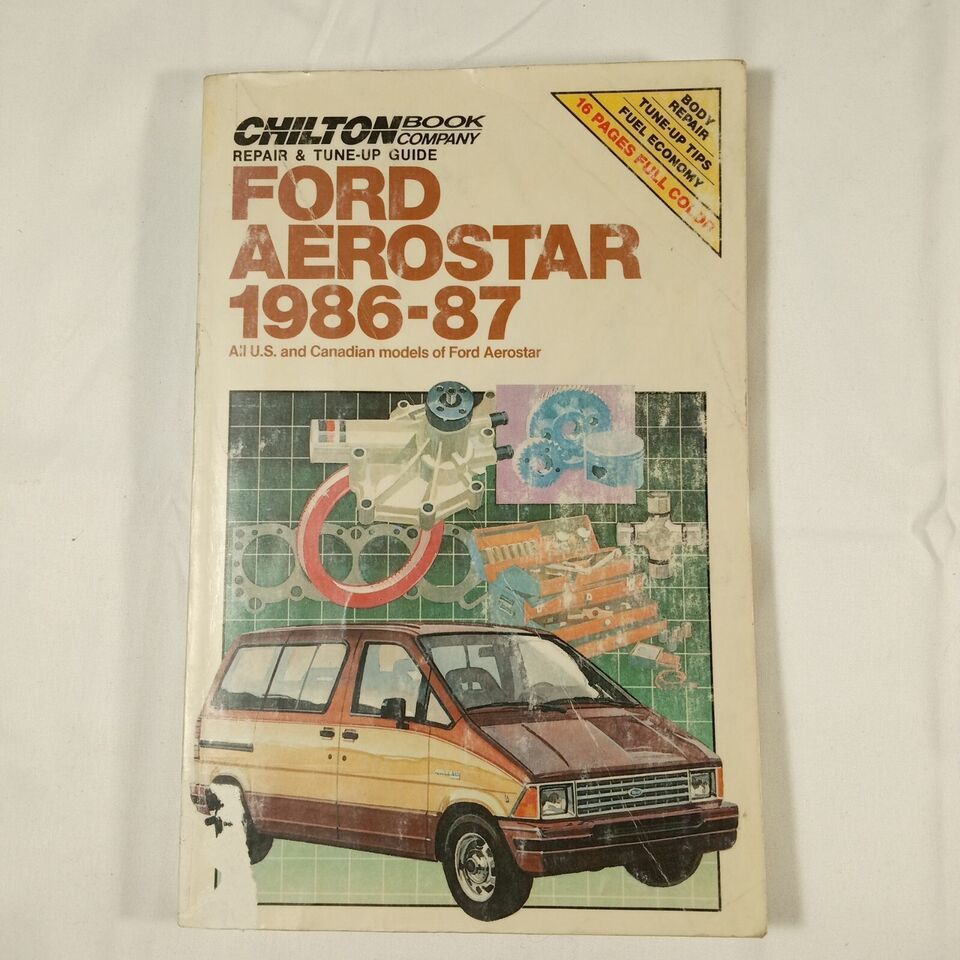 CHILTON BOOK COMPANY
REPAIR & TUNE-UP GUIDE
FORD
AEROSTAR
1986-87
All U.S. and Canadian models of Ford Aerostar
BODY
REPAIR
TUNE-UP TIPS
FUEL ECONOMY
16 PAGES FULL COLOR